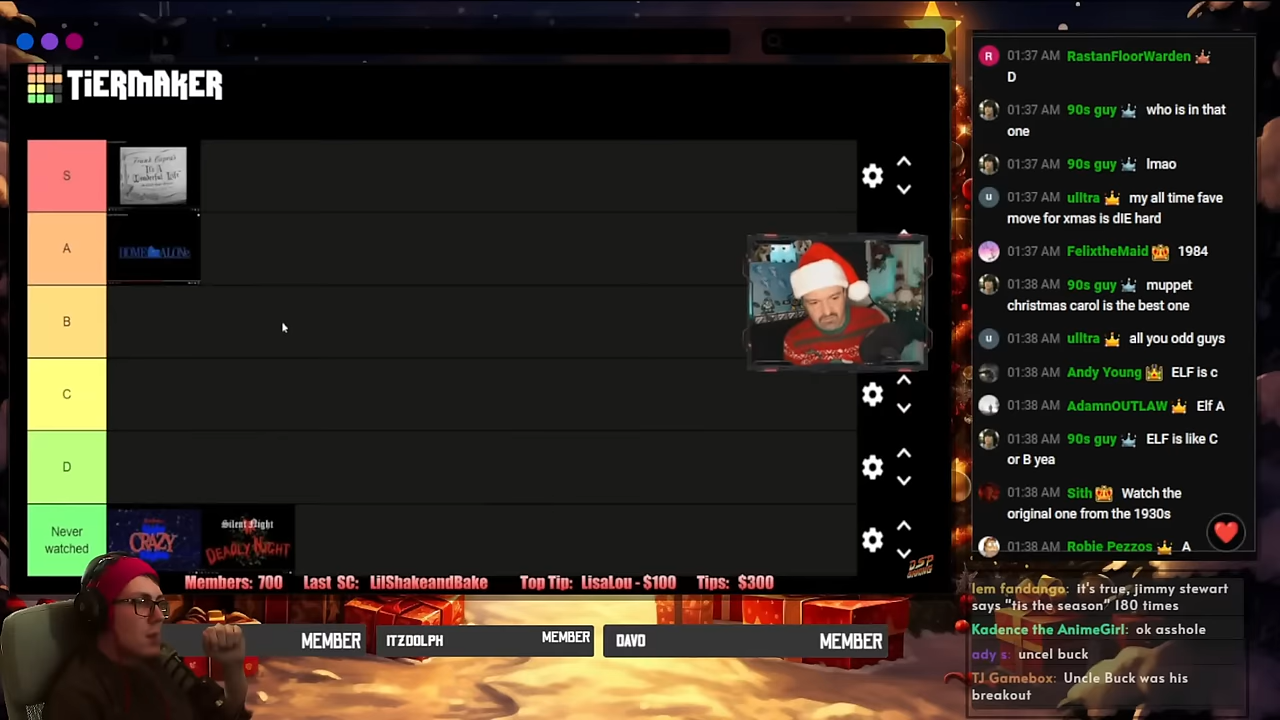 TiERMAKER
S
Frank Capra's
It's A
Wonderful Life
A
HOME ALONe
B
C
D
Never
watched
CRAZY
Silent Night
DEADLY NIGHT
DSP
GAMING
Members: 700 Last SC: LilShakeandBake Top Tip: LisaLou - $100 Tips: $300
MEMBER
ITZDOLPH MEMBER
DAVO MEMBER
R 01:37 AM RastanFloorWarden
D
01:37 AM 90s guy who is in that
one
01:37 AM 90s guy lmao
u 01:37 AM ulltra my all time fave
move for xmas is dIE hard
01:37 AM FelixtheMaid 1984
01:38 AM 90s guy muppet
christmas carol is the best one
u 01:38 AM ulltra all you odd guys
01:38 AM Andy Young ELF is c
01:38 AM AdamnOUTLAW Elf A
01:38 AM 90s guy ELF is like C
or B yea
01:38 AM Sith Watch the
original one from the 1930s
01:38 AM Robie Pezzos A
lem fandango: it's true, jimmy stewart
says "tis the season" 180 times
Kadence the AnimeGirl: ok asshole
ady s: uncel buck
TJ Gamebox: Uncle Buck was his
breakout